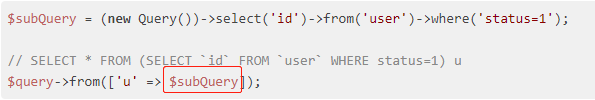 $subQuery = (new Query())->select('id')->from('user')->where('status=1');
// SELECT * FROM (SELECT `id` FROM `user` WHERE status=1) u
$query->from(['u' => $subQuery]);